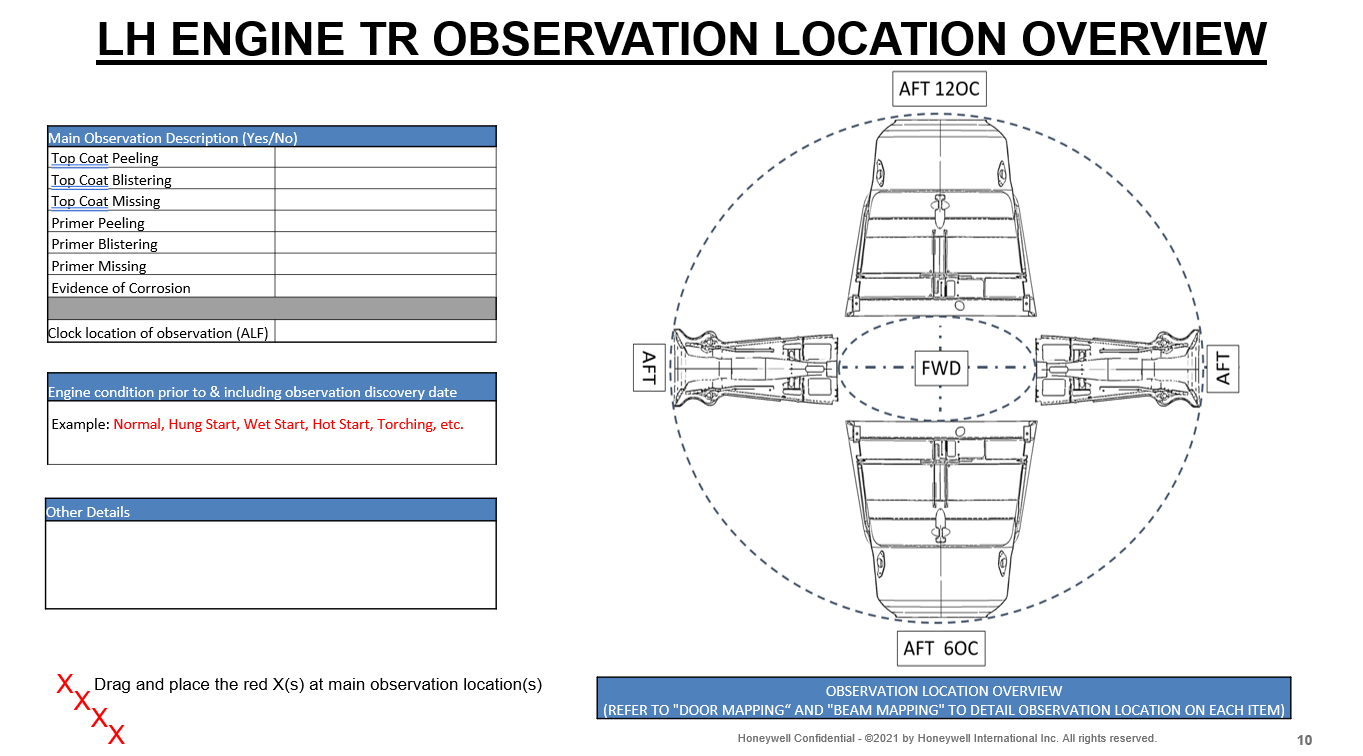 LH ENGINE TR OBSERVATION LOCATION OVERVIEW
Main Observation Description (Yes/No)
Top Coat Peeling
Top Coat Blistering
Top Coat Missing
Primer Peeling
Primer Blistering
Primer Missing
Evidence of Corrosion
Clock location of observation (ALF)
Engine condition prior to & including observation discovery date
Example: Normal, Hung Start, Wet Start, Hot Start, Torching, etc.
Other Details
X Drag and place the red X(s) at main observation location(s)
X
X
X
AFT 12OC
AFT
FWD
AFT
AFT 6OC
OBSERVATION LOCATION OVERVIEW
(REFER TO "DOOR MAPPING“ AND "BEAM MAPPING" TO DETAIL OBSERVATION LOCATION ON EACH ITEM)
Honeywell Confidential - ©2021 by Honeywell International Inc. All rights reserved.
10